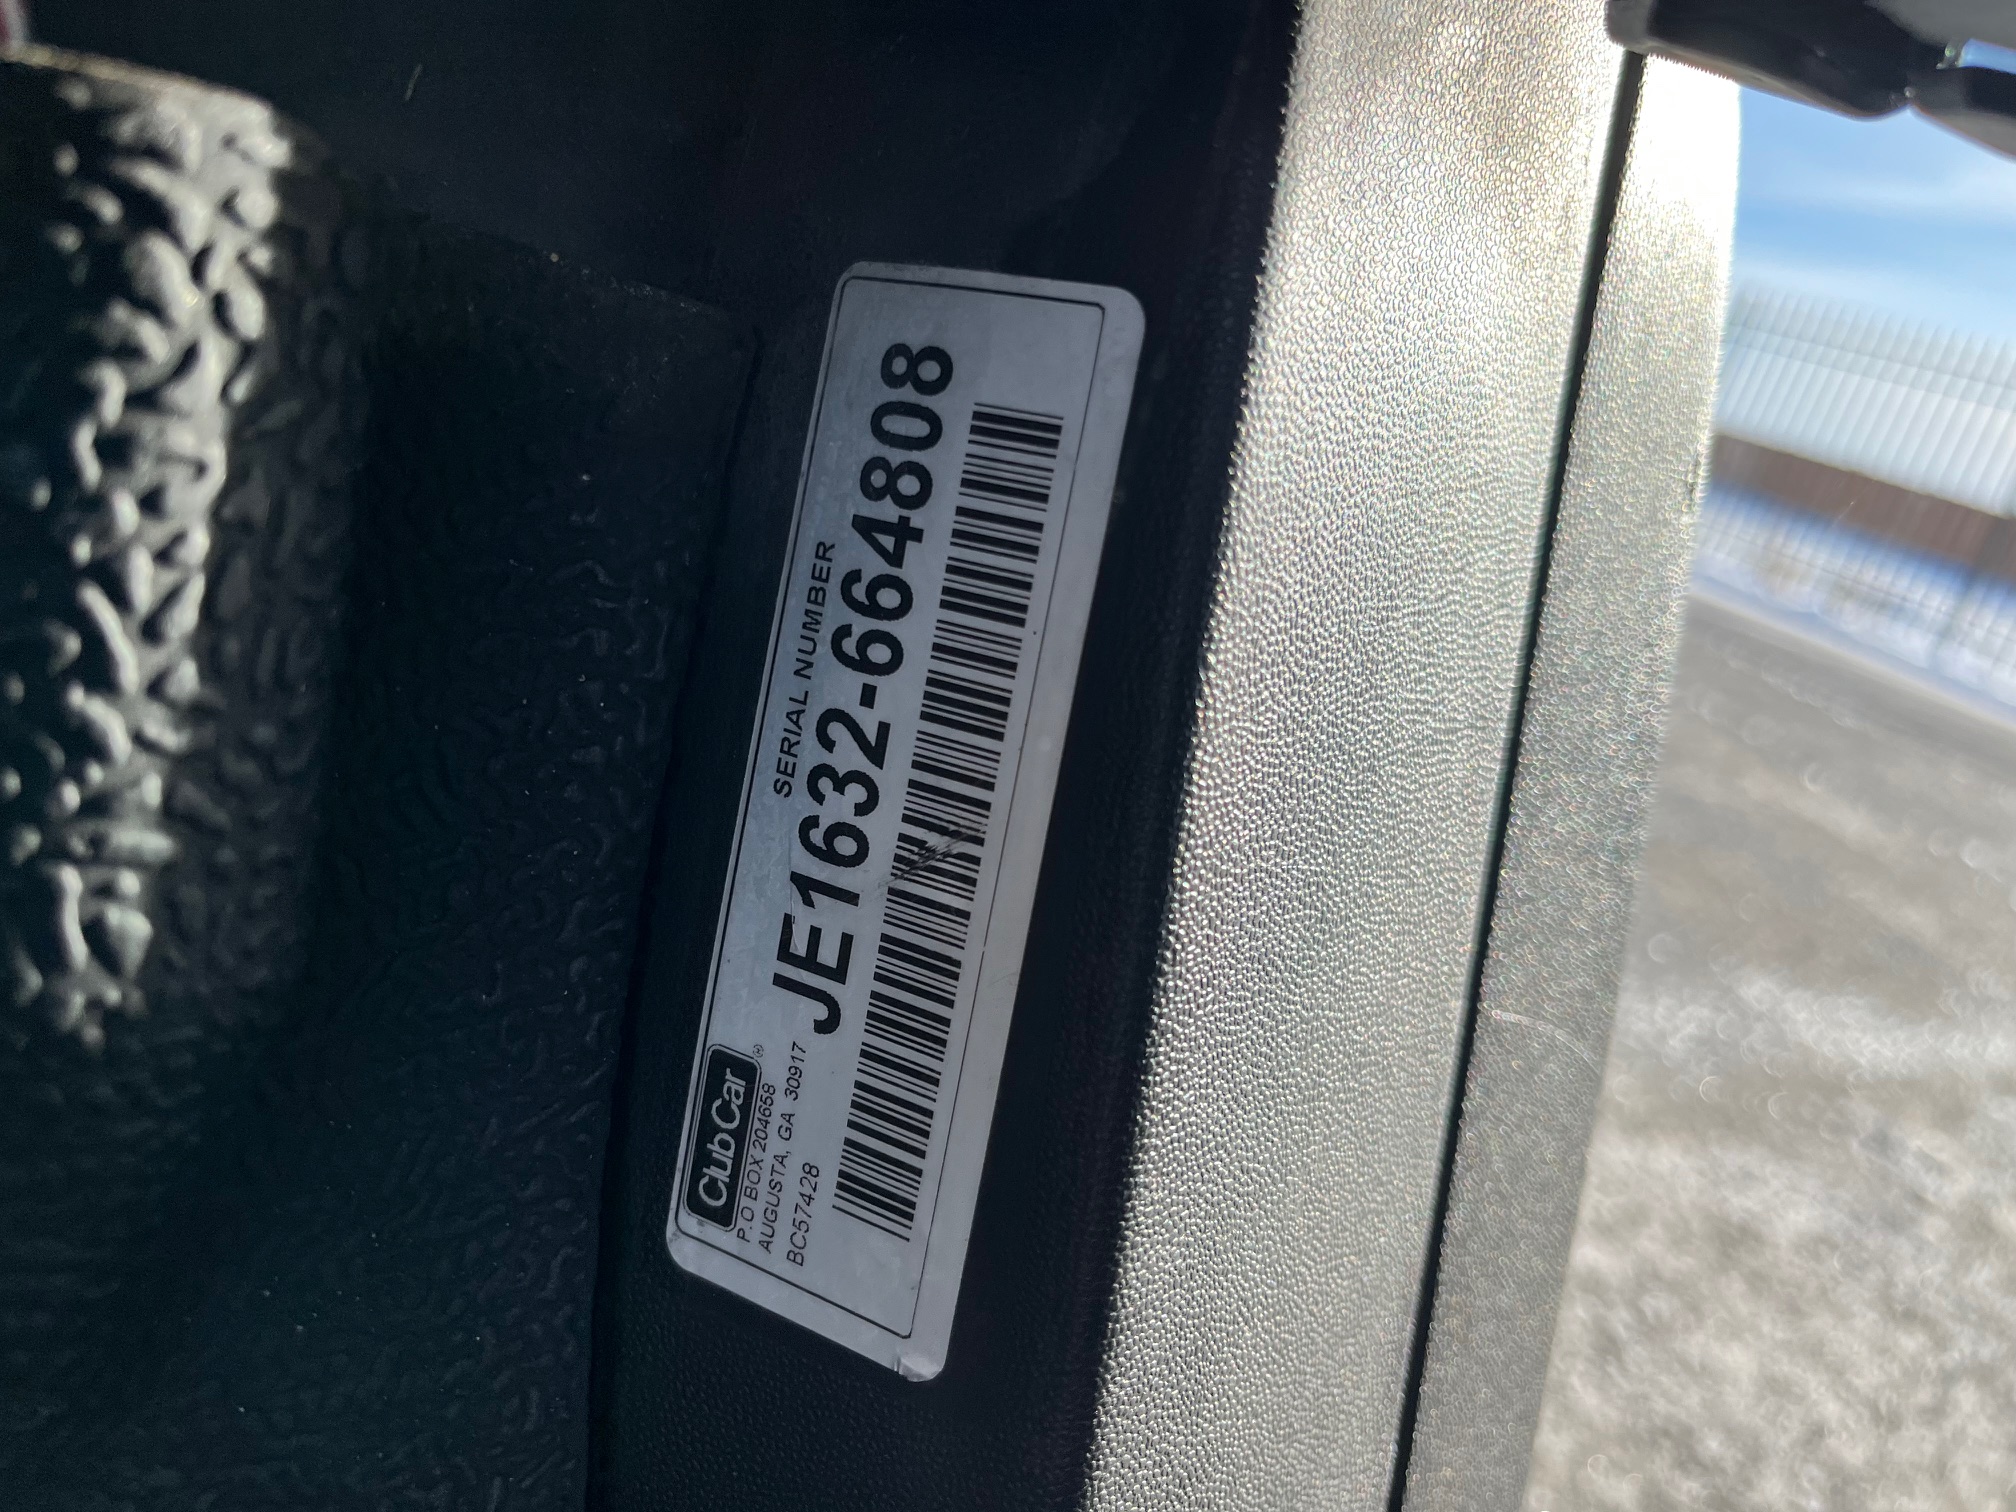 Club Car®
P.O BOX 204658
AUGUSTA, GA 30917
BC57428
SERIAL NUMBER
JE1632-664808